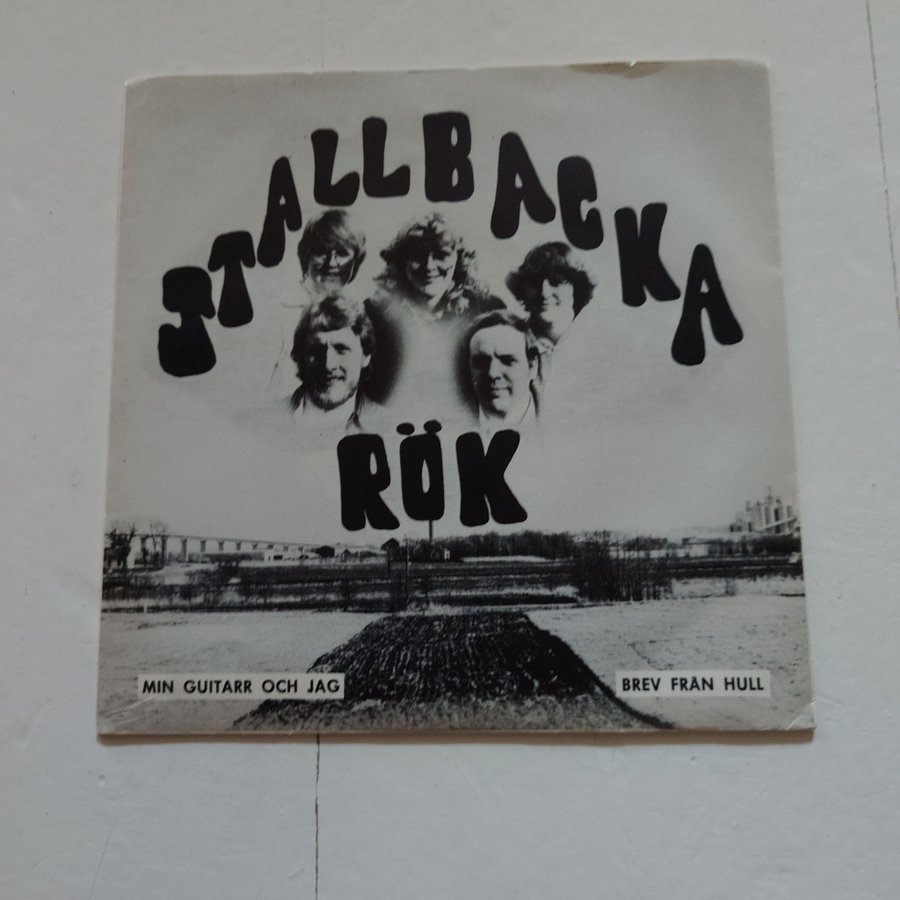 STALLBACKA
RÖK
MIN GUITARR OCH JAG
BREV FRÅN HULL